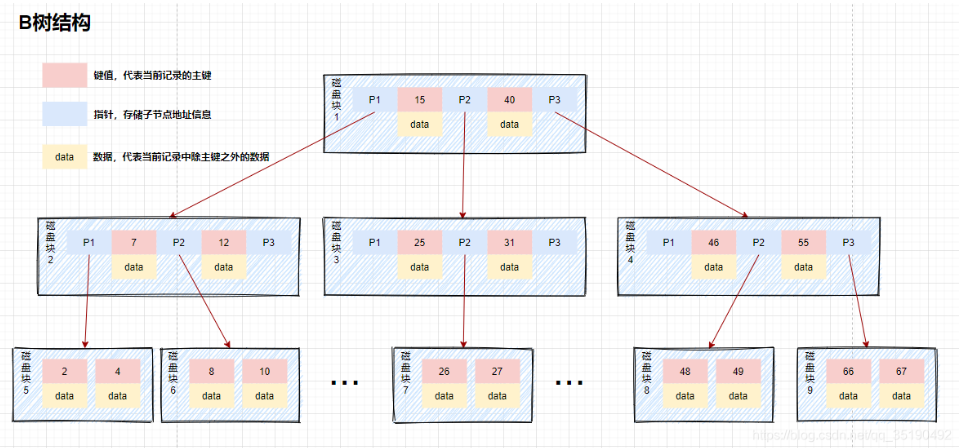 B树结构
键值，代表当前记录的主键
指针，存储子节点地址信息
data 数据，代表当前记录中除主键之外的数据
磁盘块1
P1 15 P2 40 P3
data data
磁盘块2
P1 7 P2 12 P3
data data
磁盘块3
P1 25 P2 31 P3
data data
磁盘块4
P1 46 P2 55 P3
data data
磁盘块5
2 4
data data
磁盘块6
8 10
data data
...
磁盘块7
26 27
data data
...
磁盘块8
48 49
data data
磁盘块9
66 67
data data
https://blog.csdn.net/qq_35190492